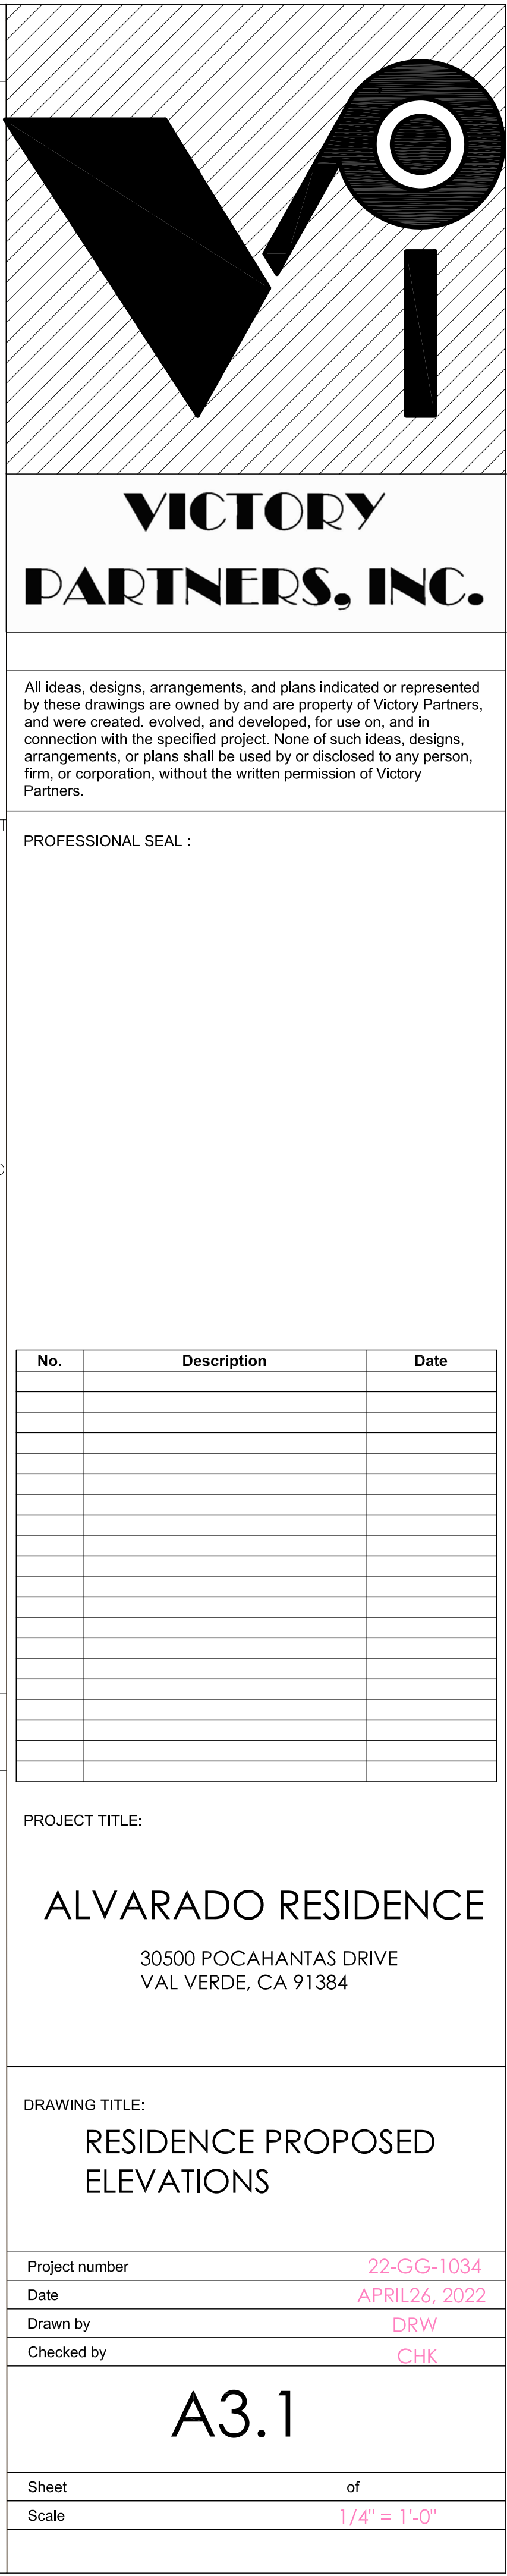 VICTORY
PARTNERS, INC.
All ideas, designs, arrangements, and plans indicated or represented
by these drawings are owned by and are property of Victory Partners,
and were created. evolved, and developed, for use on, and in
connection with the specified project. None of such ideas, designs,
arrangements, or plans shall be used by or disclosed to any person,
firm, or corporation, without the written permission of Victory
Partners.
PROFESSIONAL SEAL :
No. Description Date
PROJECT TITLE:
ALVARADO RESIDENCE
30500 POCAHANTAS DRIVE
VAL VERDE, CA 91384
DRAWING TITLE:
RESIDENCE PROPOSED
ELEVATIONS
Project number 22-GG-1034
Date APRIL26, 2022
Drawn by DRW
Checked by CHK
A3.1
Sheet of
Scale 1/4" = 1'-0"